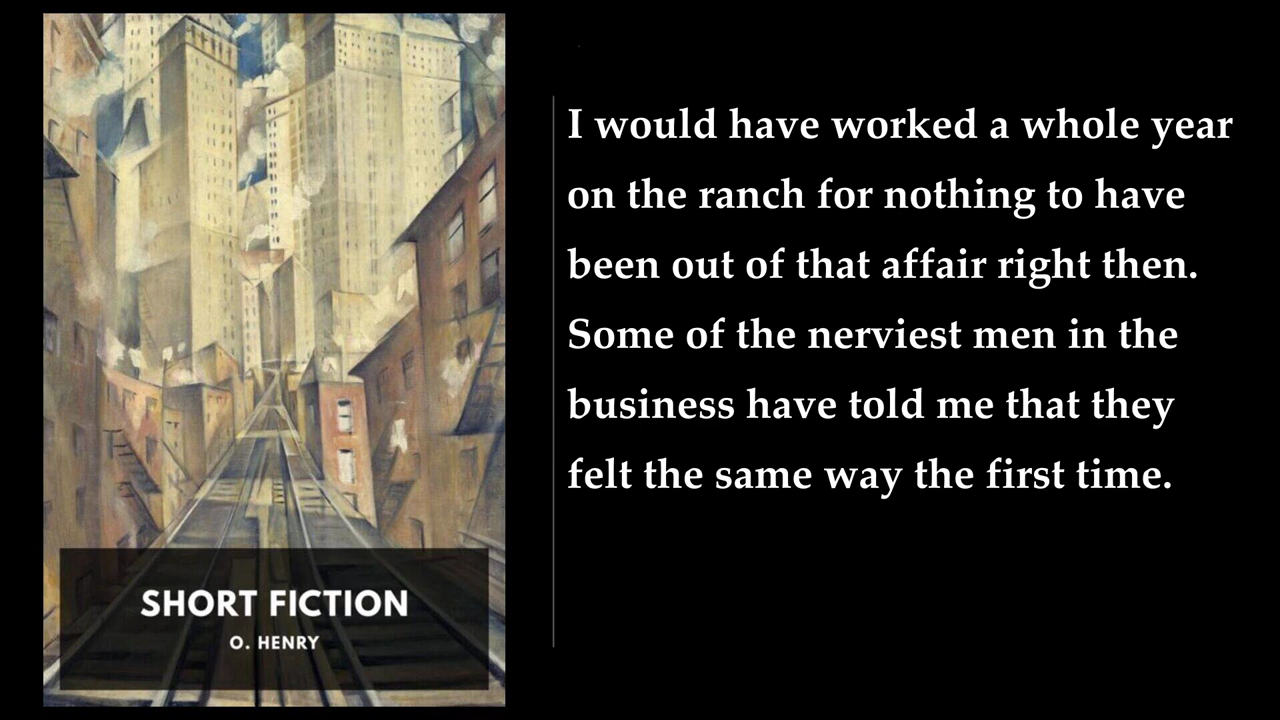 SHORT FICTION
O. HENRY
I would have worked a whole year
on the ranch for nothing to have
been out of that affair right then.
Some of the nerviest men in the
business have told me that they
felt the same way the first time.